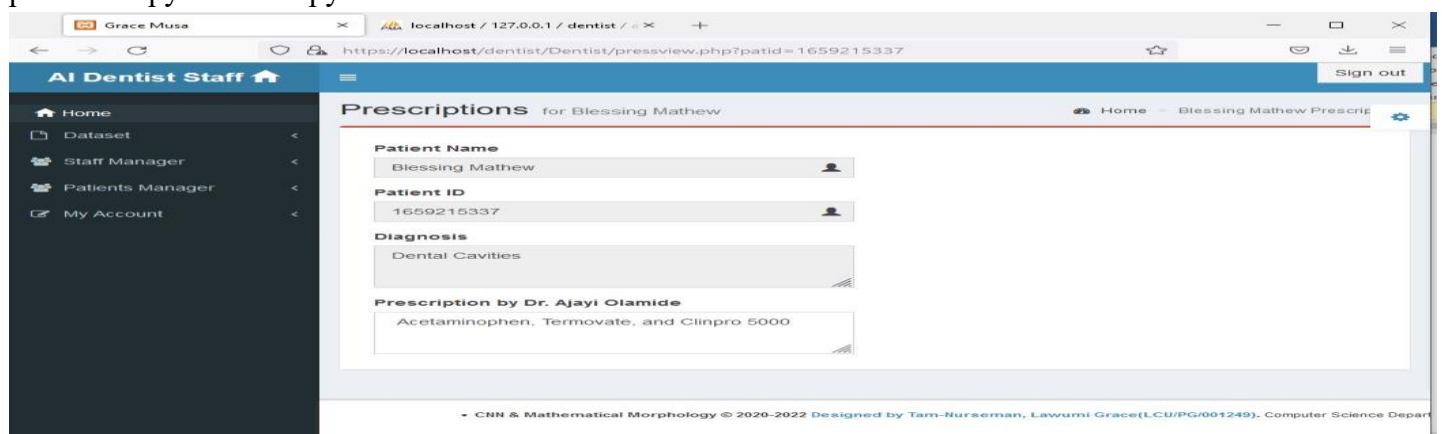 Grace Musa
localhost / 127.0.0.1 / dentist /
https://localhost/dentist/Dentist/pressview.php?patid=1659215337
AI Dentist Staff
Sign out
Home
Dataset
Staff Manager
Patients Manager
My Account
Prescriptions for Blessing Mathew
Home - Blessing Mathew Prescrip
Patient Name
Blessing Mathew
Patient ID
1659215337
Diagnosis
Dental Cavities
Prescription by Dr. Ajayi Olamide
Acetaminophen, Termovate, and Clinpro 5000
• CNN & Mathematical Morphology © 2020-2022 Designed by Tam-Nurseman, Lawumi Grace(LCU/PG/001249). Computer Science Depart